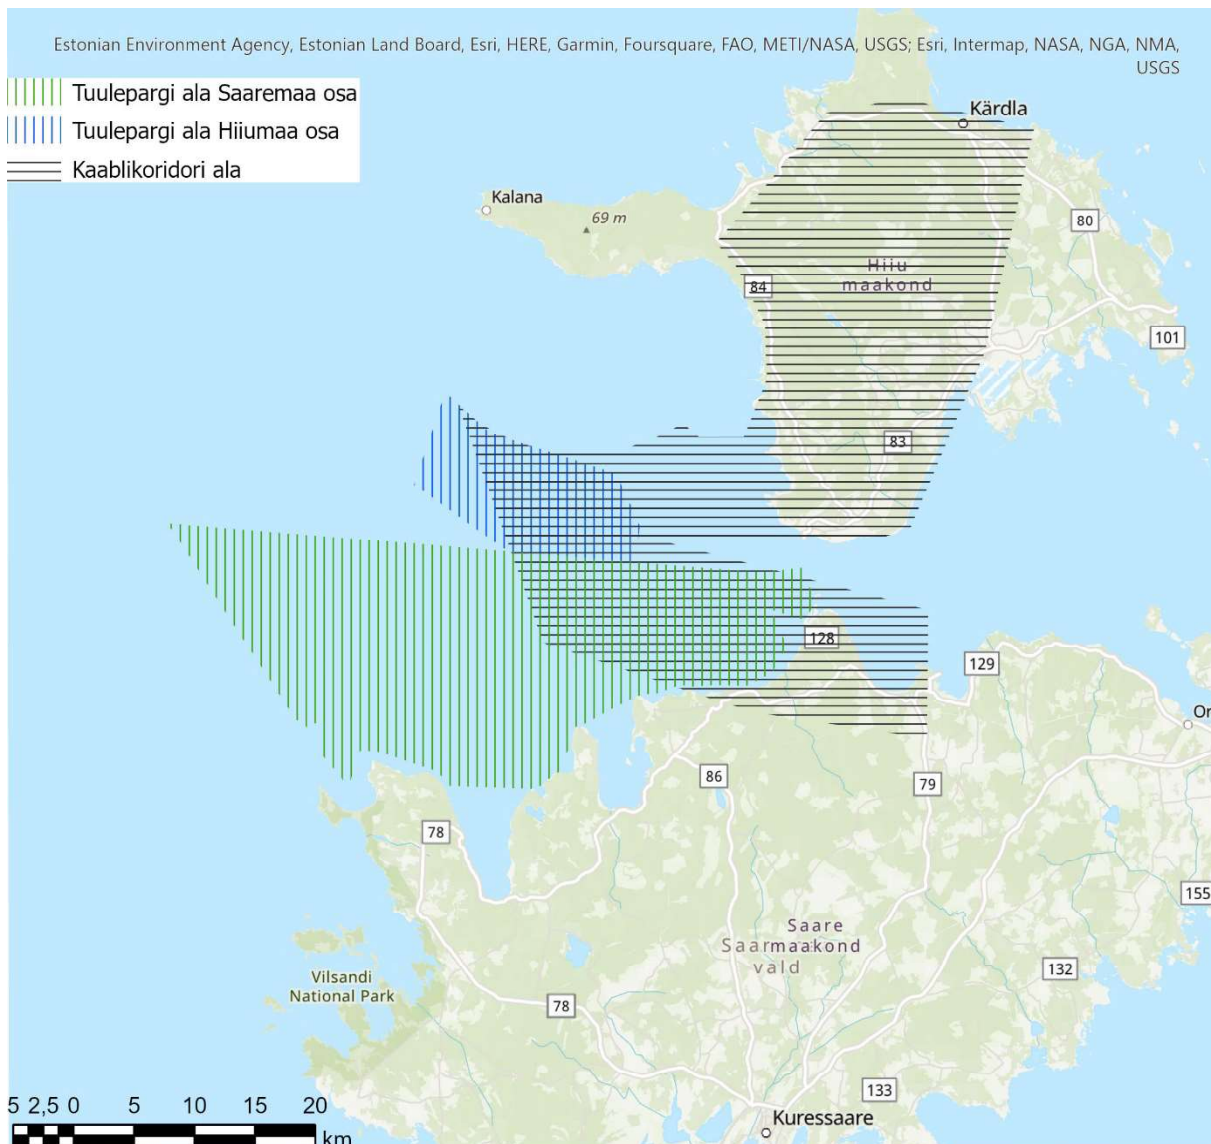 Estonian Environment Agency, Estonian Land Board, Esri, HERE, Garmin, Foursquare, FAO, METI/NASA, USGS; Esri, Intermap, NASA, NGA, NMA,
USGS
Tuulepargi ala Saaremaa osa
Tuulepargi ala Hiiumaa osa
Kaablikoridori ala
Kärdla
Kalana
69 m
80
Hiiu
maakond
84
101
83
128
129
Or
86
79
78
155
Saare
Saarmaakond
vald
132
Vilsandi
National Park
78
133
5 2,5 0 5 10 15 20
km
Kuressaare